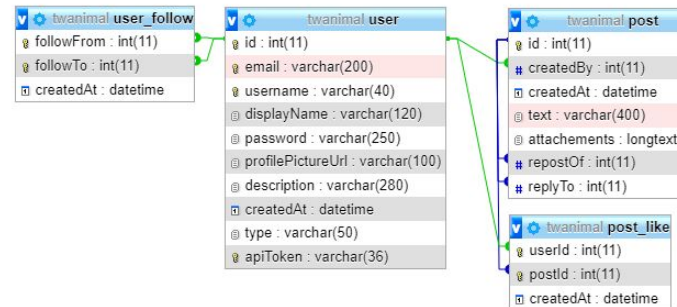 twanimal user_follow
followFrom : int(11)
followTo : int(11)
createdAt : datetime
twanimal user
id : int(11)
email : varchar(200)
username : varchar(40)
displayName : varchar(120)
password : varchar(250)
profilePictureUrl : varchar(100)
description : varchar(280)
createdAt : datetime
type : varchar(50)
apiToken : varchar(36)
twanimal post
id : int(11)
createdBy : int(11)
createdAt : datetime
text : varchar(400)
attachements : longtext
repostOf : int(11)
replyTo : int(11)
twanimal post_like
userId : int(11)
postId : int(11)
createdAt : datetime